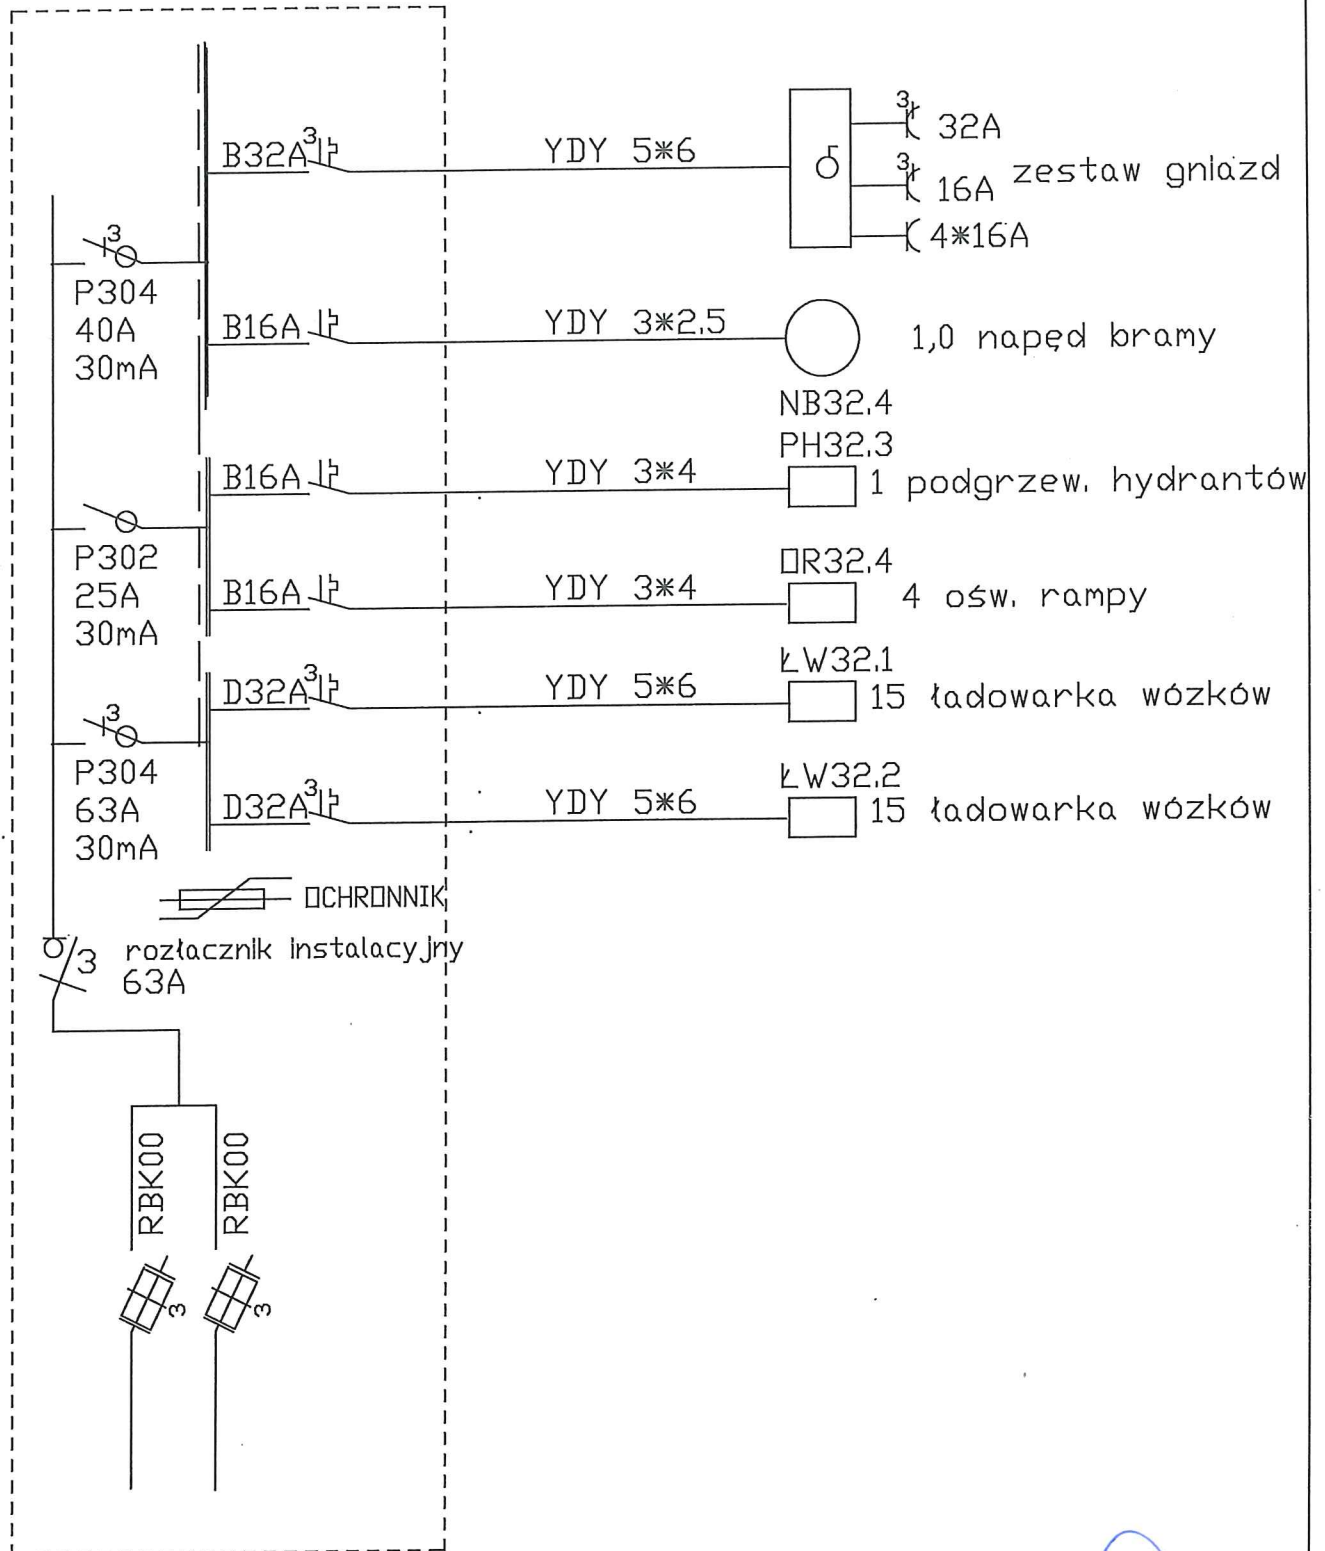 B32A 3
YDY 5*6
3 32A
3 16A
zestaw gniazd
4*16A
3
P304
40A
30mA
B16A
YDY 3*2.5
1,0 napęd bramy
NB32.4
PH32.3
B16A
YDY 3*4
1 podgrzew. hydrantów
P302
25A
30mA
OR32.4
B16A
YDY 3*4
4 ośw. rampy
ŁW32.1
D32A 3
YDY 5*6
15 ładowarka wózków
3
P304
63A
30mA
ŁW32.2
D32A 3
YDY 5*6
15 ładowarka wózków
OCHRONNIK
3
rozłacznik instalacyjny
63A
RBK00
RBK00
3
3